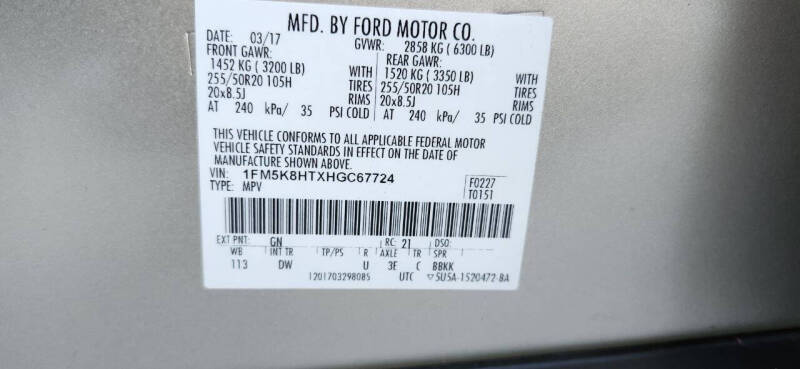 MFD. BY FORD MOTOR CO.
DATE: 03/17 GVWR: 2858 KG ( 6300 LB)
FRONT GAWR: REAR GAWR:
1452 KG ( 3200 LB) WITH 1520 KG ( 3350 LB) WITH
255/50R20 105H TIRES 255/50R20 105H TIRES
20x8.5J RIMS 20x8.5J RIMS
AT 240 kPa/ 35 PSI COLD AT 240 kPa/ 35 PSI COLD
THIS VEHICLE CONFORMS TO ALL APPLICABLE FEDERAL MOTOR
VEHICLE SAFETY STANDARDS IN EFFECT ON THE DATE OF
MANUFACTURE SHOWN ABOVE.
VIN: 1FM5K8HTXHGC67724 F0227
TYPE: MPV T0151
EXT PNT: GN RC: 21 DSO:
WB INT TR TP/PS R AXLE TR SPR
113 DW U 3E C BBKK
1201703298085 UTC ▽5U5A-1520472-BA